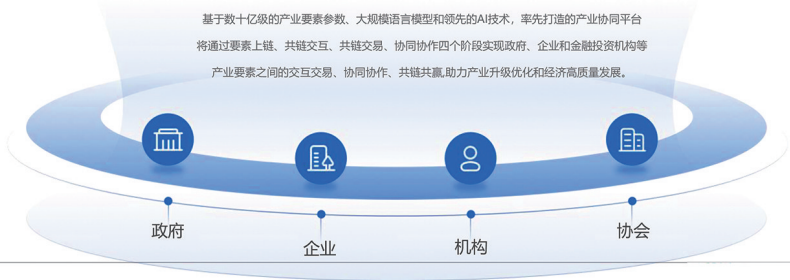 基于数十亿级的产业要素参数、大规模语言模型和领先的AI技术，率先打造的产业协同平台
将通过要素上链、共链交互、共链交易、协同协作四个阶段实现政府、企业和金融投资机构等
产业要素之间的交互交易、协同协作、共链共赢,助力产业升级优化和经济高质量发展。
政府
企业
机构
协会